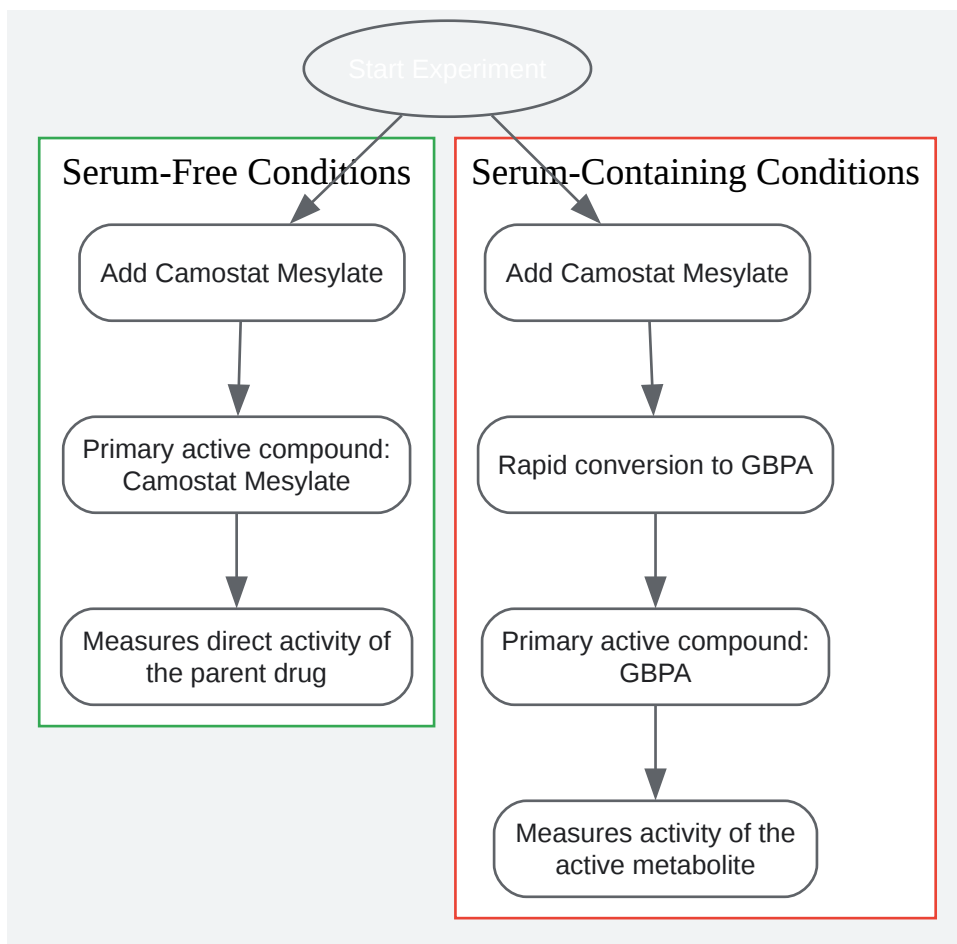 Start Experiment
Serum-Free Conditions
Add Camostat Mesylate
Primary active compound:
Camostat Mesylate
Measures direct activity of
the parent drug
Serum-Containing Conditions
Add Camostat Mesylate
Rapid conversion to GBPA
Primary active compound:
GBPA
Measures activity of the
active metabolite